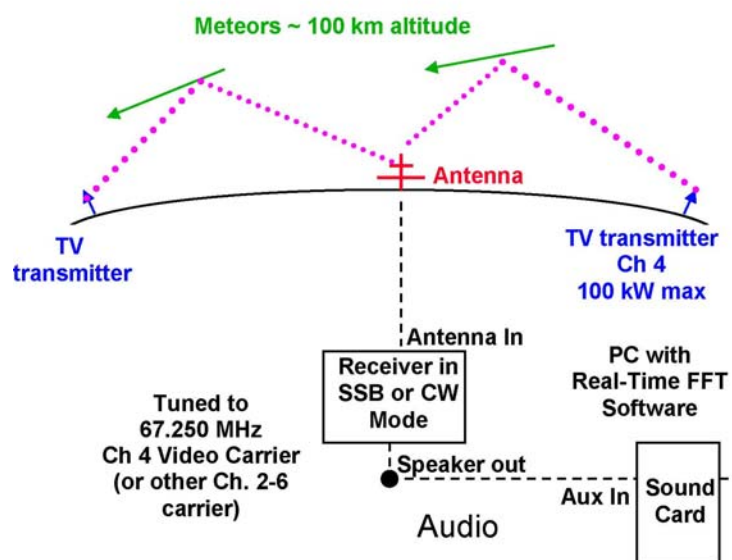 Meteors ~ 100 km altitude
Antenna
TV
transmitter
TV transmitter
Ch 4
100 kW max
Antenna In
Receiver in
SSB or CW
Mode
PC with
Real-Time FFT
Software
Tuned to
67.250 MHz
Ch 4 Video Carrier
(or other Ch. 2-6
carrier)
Speaker out
Aux In
Sound
Card
Audio